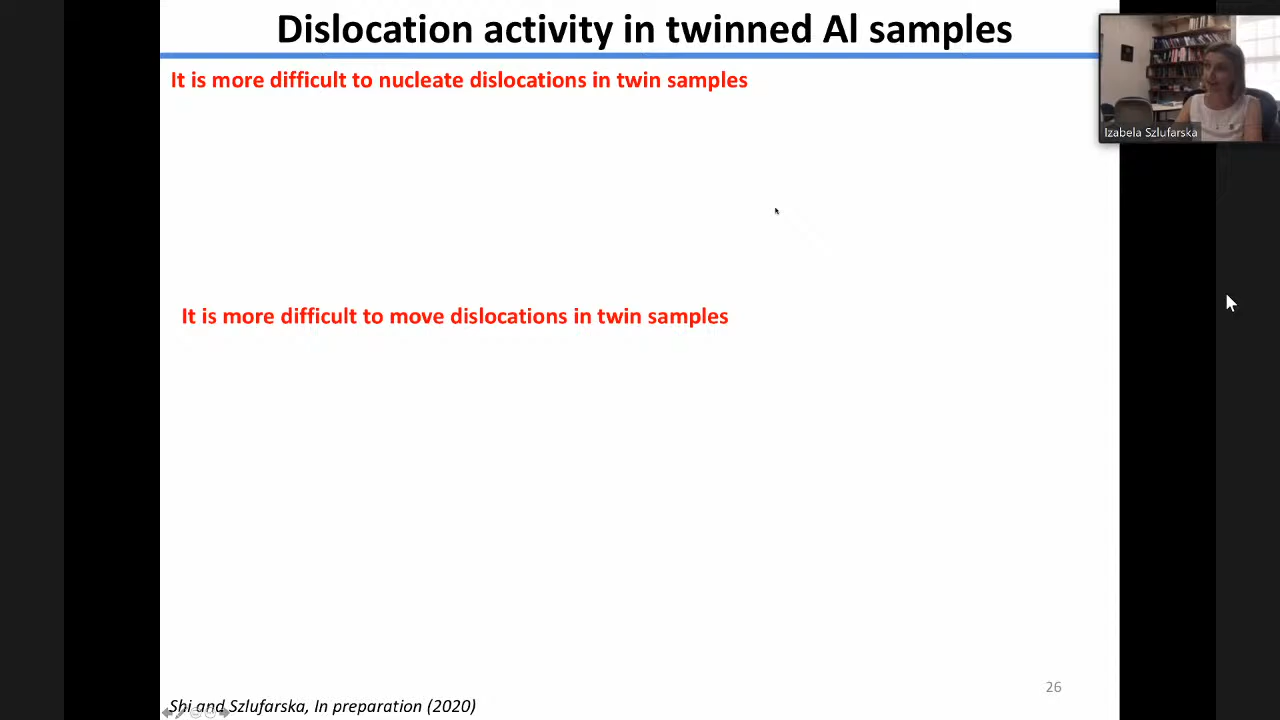 Dislocation activity in twinned Al samples
It is more difficult to nucleate dislocations in twin samples
Izabela Szlufarska
It is more difficult to move dislocations in twin samples
26
Shi and Szlufarska, In preparation (2020)